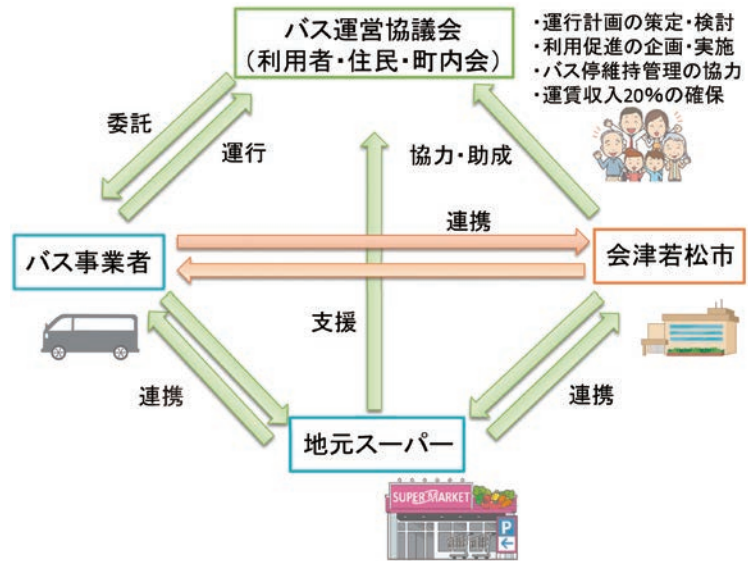 バス運営協議会
（利用者・住民・町内会）
・運行計画の策定・検討
・利用促進の企画・実施
・バス停維持管理の協力
・運賃収入20%の確保
委託
運行
協力・助成
連携
バス事業者
会津若松市
支援
連携
連携
地元スーパー
SUPER MARKET
P